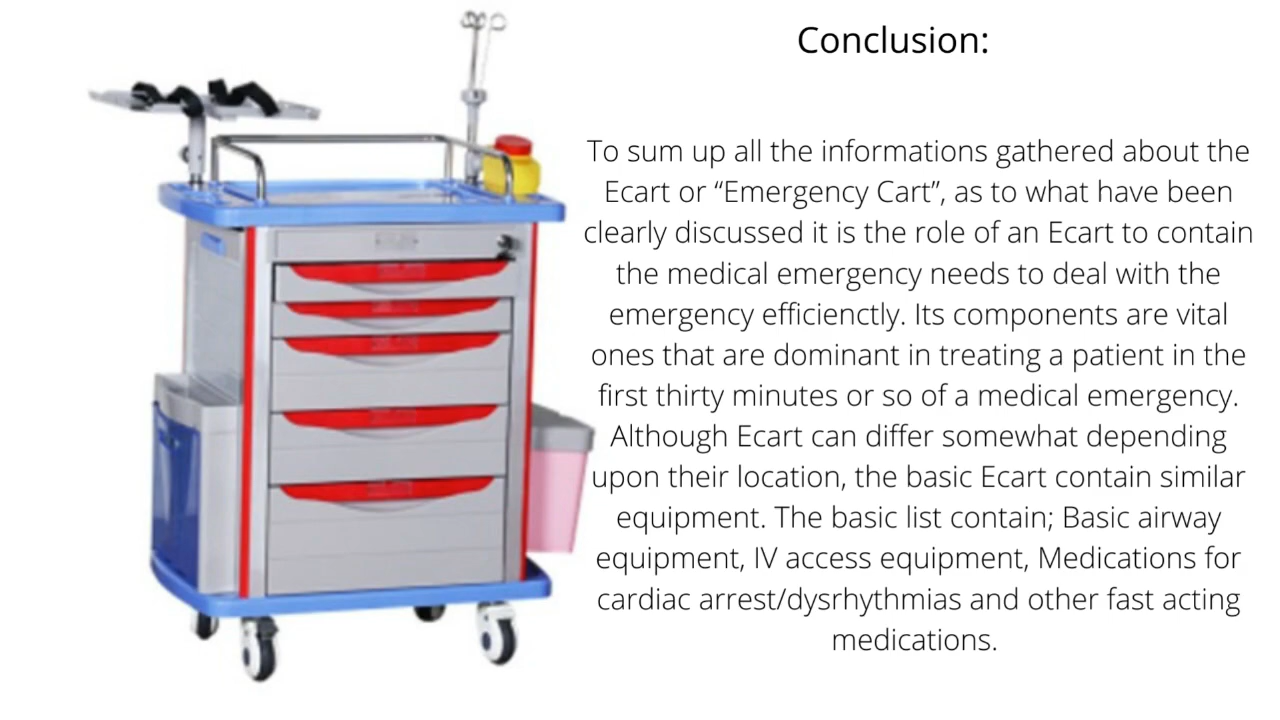 Conclusion:
To sum up all the informations gathered about the
Ecart or “Emergency Cart”, as to what have been
clearly discussed it is the role of an Ecart to contain
the medical emergency needs to deal with the
emergency efficienctly. Its components are vital
ones that are dominant in treating a patient in the
first thirty minutes or so of a medical emergency.
Although Ecart can differ somewhat depending
upon their location, the basic Ecart contain similar
equipment. The basic list contain; Basic airway
equipment, IV access equipment, Medications for
cardiac arrest/dysrhythmias and other fast acting
medications.